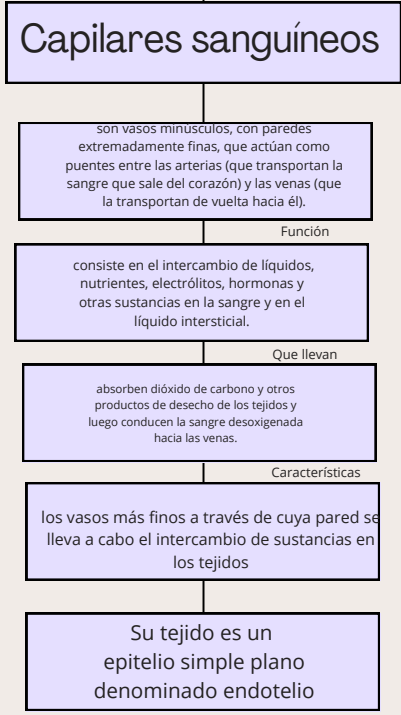 Capilares sanguíneos
son vasos minúsculos, con paredes
extremadamente finas, que actúan como
puentes entre las arterias (que transportan la
sangre que sale del corazón) y las venas (que
la transportan de vuelta hacia él).
Función
consiste en el intercambio de líquidos,
nutrientes, electrólitos, hormonas y
otras sustancias en la sangre y en el
líquido intersticial.
Que llevan
absorben dióxido de carbono y otros
productos de desecho de los tejidos y
luego conducen la sangre desoxigenada
hacia las venas.
Características
los vasos más finos a través de cuya pared se
lleva a cabo el intercambio de sustancias en
los tejidos
Su tejido es un
epitelio simple plano
denominado endotelio